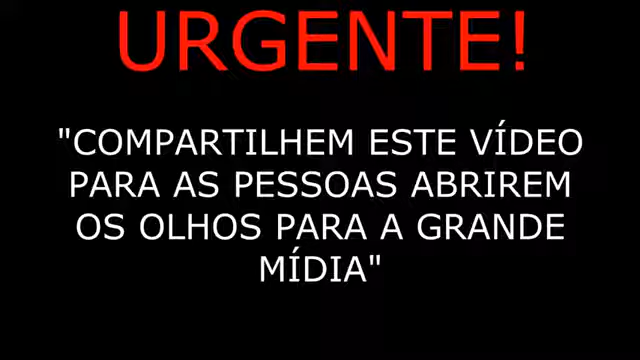 URGENTE!
"COMPARTILHEM ESTE VÍDEO
PARA AS PESSOAS ABRIREM
OS OLHOS PARA A GRANDE
MÍDIA"